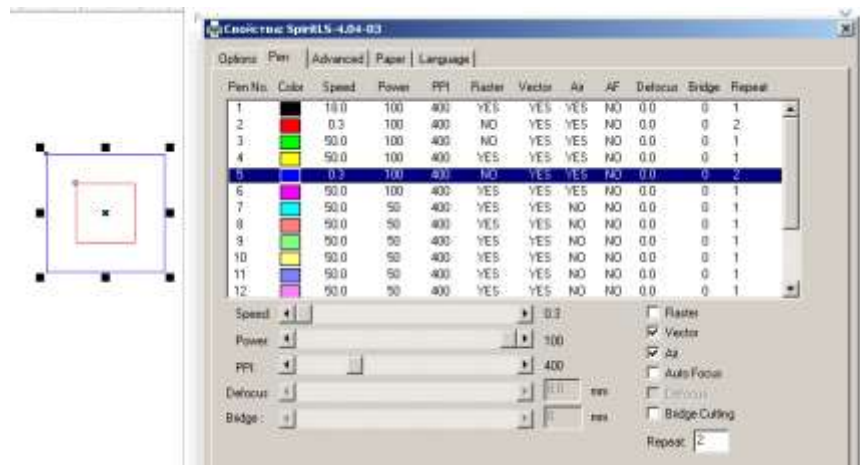 Свойства: SpiritLS-4.04-03
Options Pen Advanced Paper Language
Pen No. Color Speed Power PPI Raster Vector Air AF Defocus Bridge Repeat
1 10.0 100 400 YES YES YES NO 0.0 0 1
2 0.3 100 400 NO YES YES NO 0.0 0 2
3 50.0 100 400 NO YES YES NO 0.0 0 1
4 50.0 100 400 YES YES YES NO 0.0 0 1
5 0.3 100 400 NO YES YES NO 0.0 0 2
6 50.0 100 400 YES YES YES NO 0.0 0 1
7 50.0 50 400 YES YES NO NO 0.0 0 1
8 50.0 50 400 YES YES NO NO 0.0 0 1
9 50.0 50 400 YES YES NO NO 0.0 0 1
10 50.0 50 400 YES YES NO NO 0.0 0 1
11 50.0 50 400 YES YES NO NO 0.0 0 1
12 50.0 50 400 YES YES NO NO 0.0 0 1
Speed 0.3 Raster
Power: 100 Vector
Air
PPI 400 Auto Focus
Defocus 0.0 mm Defocus
Bridge : 0 mm Bridge Cutting
Repeat 2